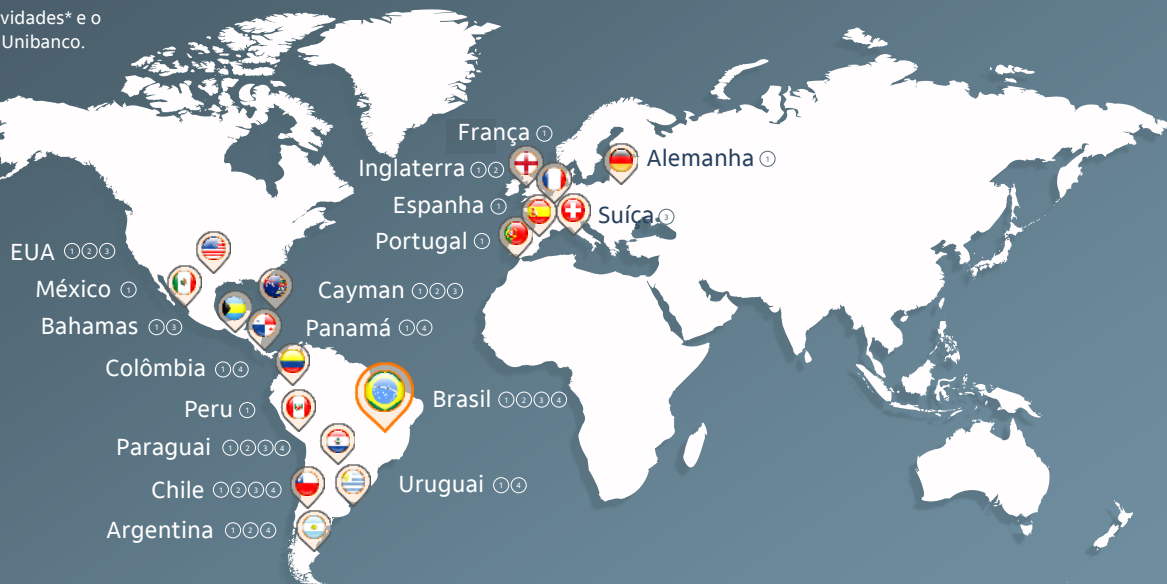 vidades* e o
Unibanco.
França ①
Inglaterra ①②
Alemanha ①
Espanha ①
Suíça ③
Portugal ①
EUA ①②③
México ①
Cayman ①②③
Bahamas ①③
Panamá ①④
Colômbia ①④
Brasil ①②③④
Peru ①
Paraguai ①②③④
Chile ①②③④
Uruguai ①④
Argentina ①②④